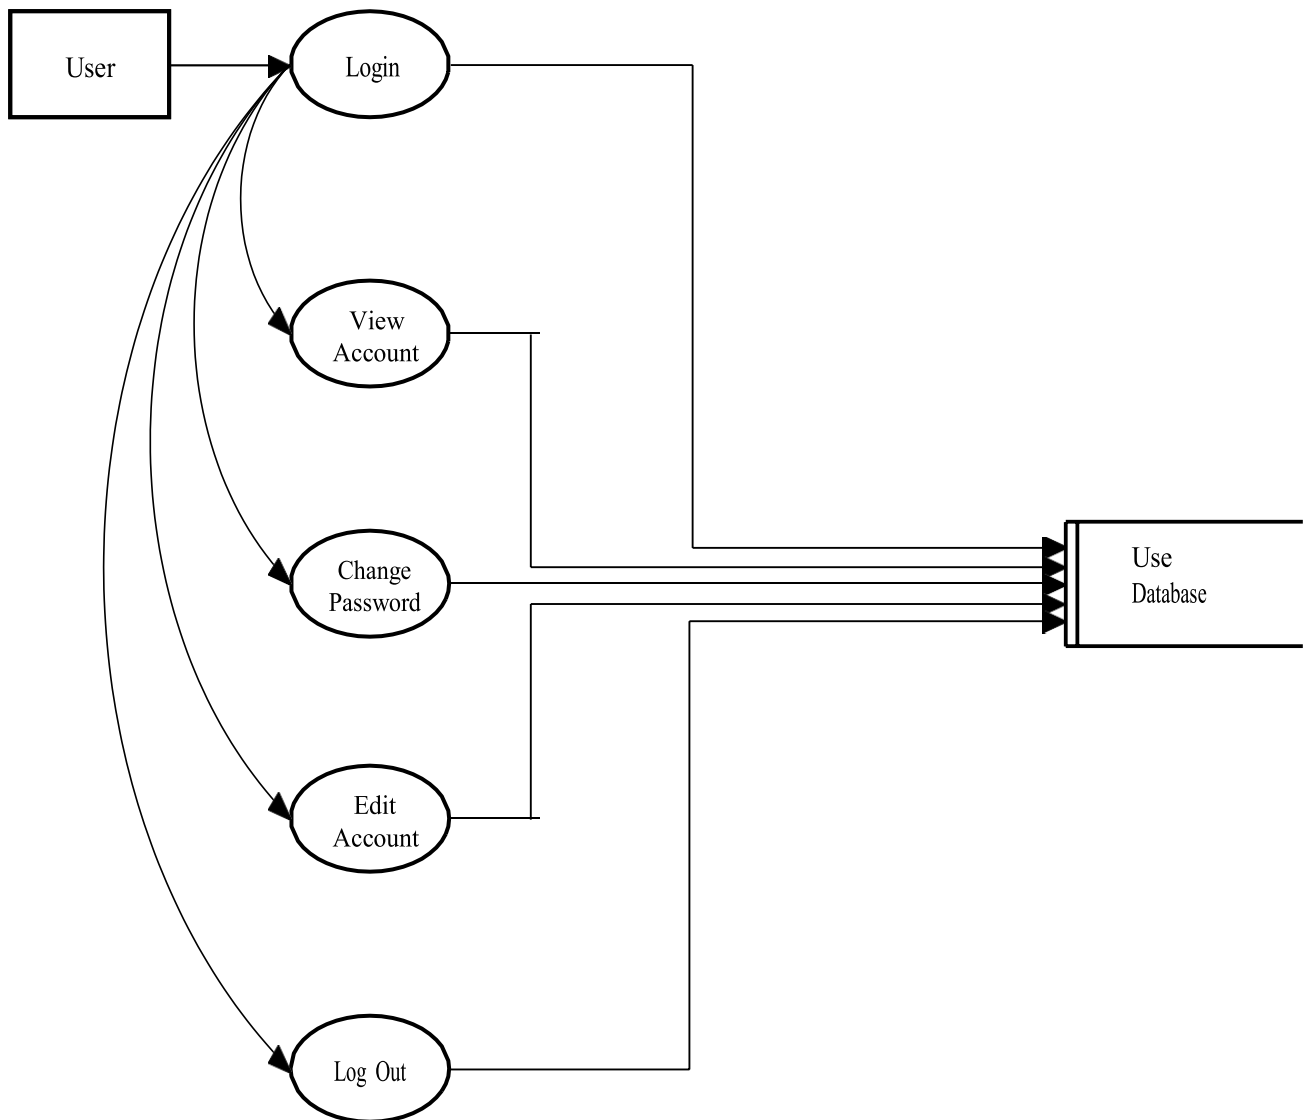 User
Login
View
Account
Change
Password
Use
Database
Edit
Account
Log Out